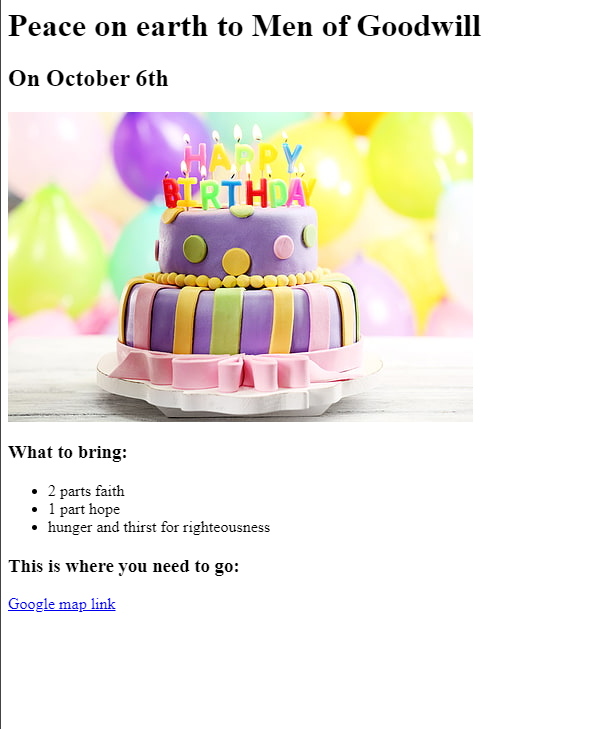 Peace on earth to Men of Goodwill
On October 6th
HAPPY
BIRTHDAY
What to bring:
2 parts faith
1 part hope
hunger and thirst for righteousness
This is where you need to go:
Google map link